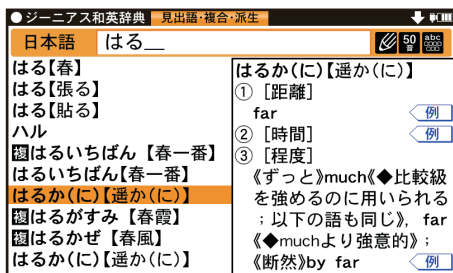 ●ジーニアス和英辞典 見出語・複合・派生
日本語 はる__ 50音 abc
はる【春】
はる【張る】
はる【貼る】
ハル
複はるいちばん【春一番】
はるいちばん【春一番】
はるか(に)【遥か(に)】
複はるがすみ【春霞】
複はるかぜ【春風】
はるか(に)【遥か(に)】
はるか(に)【遥か(に)】
① [距離]
far 例
② [時間] 例
③ [程度]
《ずっと》much《◆比較級
を強めるのに用いられる
；以下の語も同じ》, far
《◆muchより強意的》；
《断然》by far 例